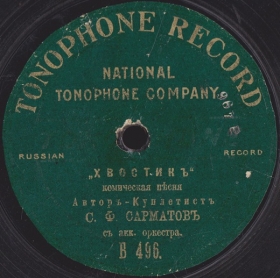 TONOPHONE RECORD
NATIONAL
TONOPHONE COMPANY
RUSSIAN RECORD
„ХВОСТИКЪ"
комическая пѣсня
Авторъ-Куплетистъ
С. Ф. САРМАТОВЪ
съ акк. оркестра.
В 496.